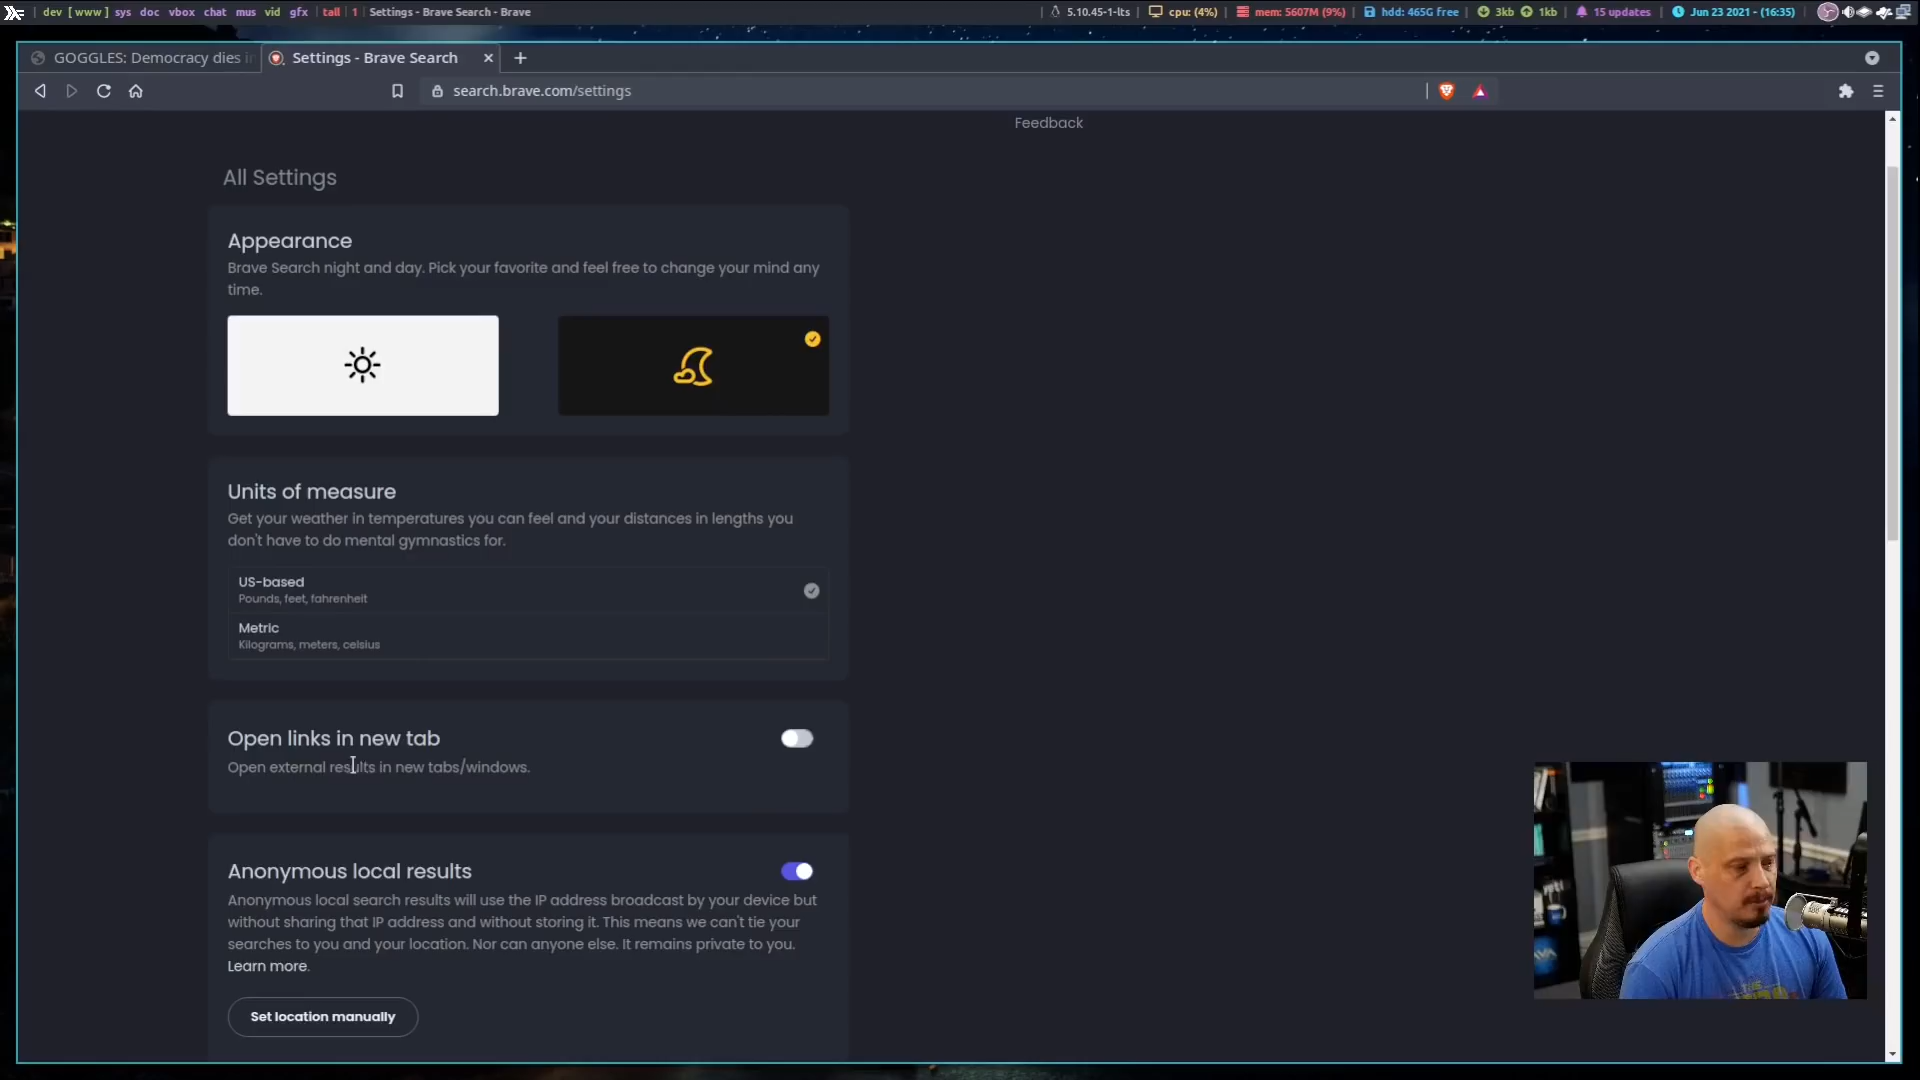 dev [ www ] sys doc vbox chat mus vid gfx | tall | 1 | Settings - Brave Search - Brave
| 5.10.45-1-lts | cpu: (4%) | mem: 5607M (9%) | hdd: 465G free | 3kb 1kb | 15 updates | Jun 23 2021 - (16:35) |
GOGGLES: Democracy dies i
Settings - Brave Search
search.brave.com/settings
Feedback
All Settings
Appearance
Brave Search night and day. Pick your favorite and feel free to change your mind any
time.
Units of measure
Get your weather in temperatures you can feel and your distances in lengths you
don't have to do mental gymnastics for.
US-based
Pounds, feet, fahrenheit
Metric
Kilograms, meters, celsius
Open links in new tab
Open external results in new tabs/windows.
Anonymous local results
Anonymous local search results will use the IP address broadcast by your device but
without sharing that IP address and without storing it. This means we can't tie your
searches to you and your location. Nor can anyone else. It remains private to you.
Learn more.
Set location manually